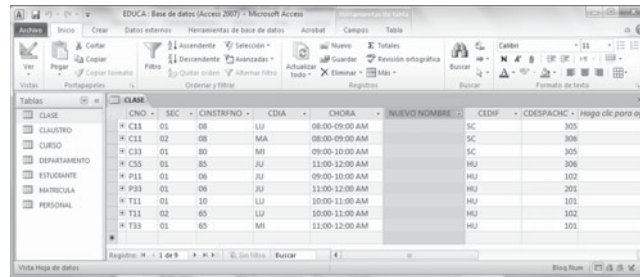 EDUCA : Base de datos (Access 2007) - Microsoft Access
Herramientas de tabla
Archivo Inicio Crear Datos externos Herramientas de base de datos Acrobat Campos Tabla
Ver Pegar Cortar Copiar Copiar formato
Filtro Ascendente Descendente Quitar orden Selección Avanzadas Alternar filtro
Actualizar todo Nuevo Guardar Eliminar Totales Revisión ortográfica Más
Buscar Calibri 11
N K S
Vistas Portapapeles Ordenar y filtrar Registros Buscar Formato de texto
Tablas
CLASE
CLAUSTRO
CURSO
DEPARTAMENTO
ESTUDIANTE
MATRICULA
PERSONAL
CLASE
CNO SEC CINSTRFNO CDIA CHORA NUEVO NOMBRE CEDIF CDESPACHC Haga clic para
C11 01 08 LU 08:00-09:00 AM SC 305
C11 02 08 MA 08:00-09:00 AM SC 306
C33 01 80 MI 09:00-10:00 AM SC 305
C55 01 85 JU 11:00-12:00 AM HU 306
P11 01 06 JU 09:00-10:00 AM HU 102
P33 01 06 JU 11:00-12:00 AM HU 201
T11 01 10 LU 10:00-11:00 AM HU 101
T11 02 65 LU 10:00-11:00 AM HU 102
T33 01 65 MI 11:00-12:00 AM HU 101
Registro: 1 de 9 Sin filtro Buscar
Vista Hoja de datos Bloq Num